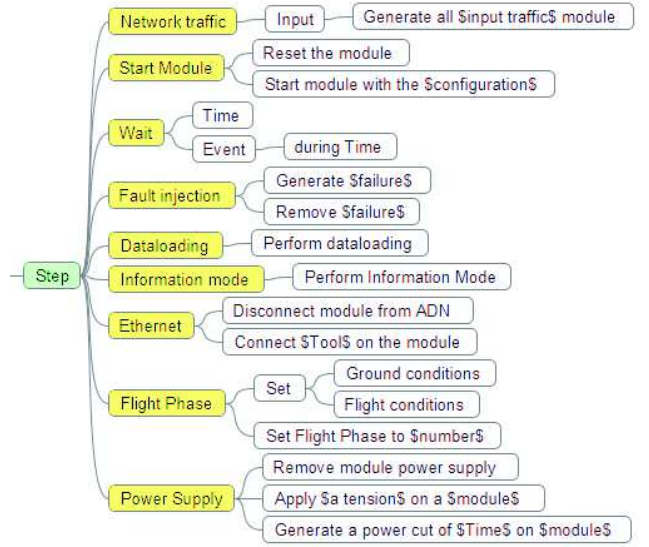 Network traffic
Input
Generate all $input traffic$ module
Start Module
Reset the module
Start module with the $configuration$
Wait
Time
Event
during Time
Fault injection
Generate $failure$
Remove $failure$
Dataloading
Perform dataloading
Step
Information mode
Perform Information Mode
Ethernet
Disconnect module from ADN
Connect $Tool$ on the module
Flight Phase
Set
Ground conditions
Flight conditions
Set Flight Phase to $number$
Power Supply
Remove module power supply
Apply $a tension$ on a $module$
Generate a power cut of $Time$ on $module$